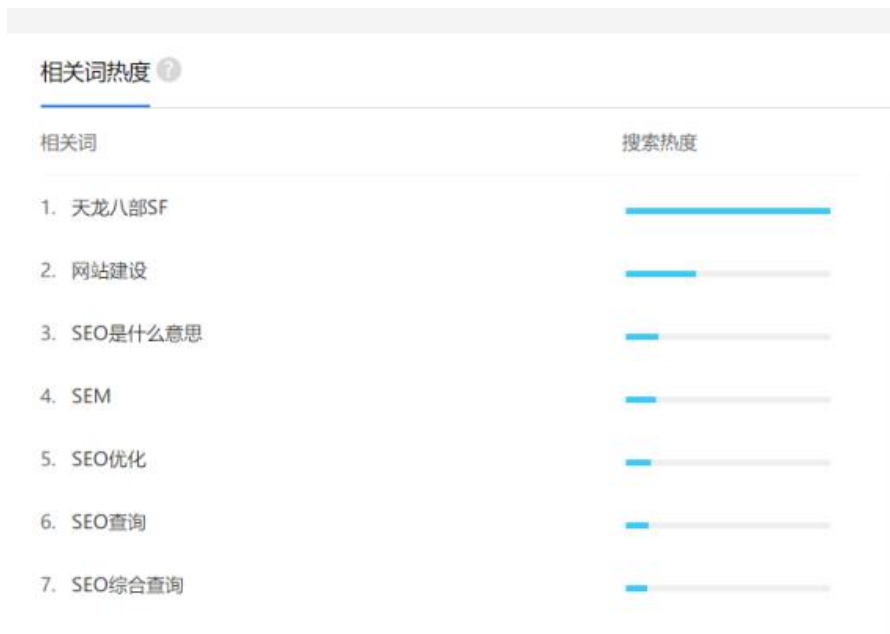 相关词热度 ?
相关词 搜索热度
1. 天龙八部SF
2. 网站建设
3. SEO是什么意思
4. SEM
5. SEO优化
6. SEO查询
7. SEO综合查询